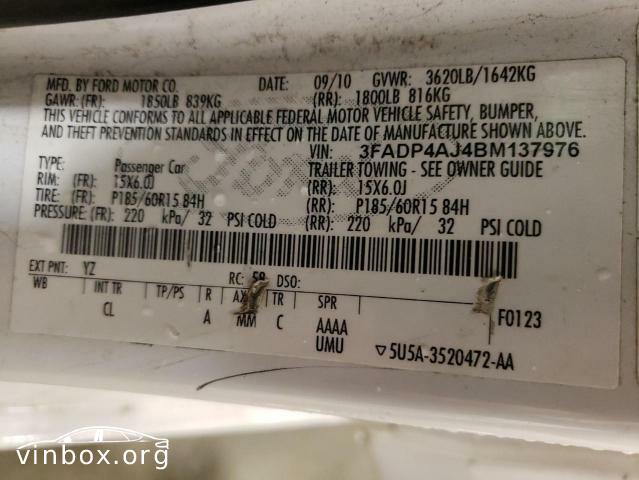 MFD. BY FORD MOTOR CO. DATE: 09/10 GVWR: 3620LB/1642KG
GAWR: (FR): 1850LB 839KG (RR): 1800LB 816KG
THIS VEHICLE CONFORMS TO ALL APPLICABLE FEDERAL MOTOR VEHICLE SAFETY, BUMPER,
AND THEFT PREVENTION STANDARDS IN EFFECT ON THE DATE OF MANUFACTURE SHOWN ABOVE.
VIN: 3FADP4AJ4BM137976
TYPE: Passenger Car TRAILER TOWING - SEE OWNER GUIDE
RIM: (FR): 15X6.0J (RR): 15X6.0J
TIRE: (FR): P185/60R15 84H (RR): P185/60R15 84H
PRESSURE: (FR): 220 kPa/ 32 PSI COLD (RR): 220 kPa/ 32 PSI COLD
EXT PNT: YZ RC: 59 DSO:
WB INT TR TP/PS R AX TR SPR
CL A MM C AAAA F0123
UMU ▽5U5A-3520472-AA
vinbox.org